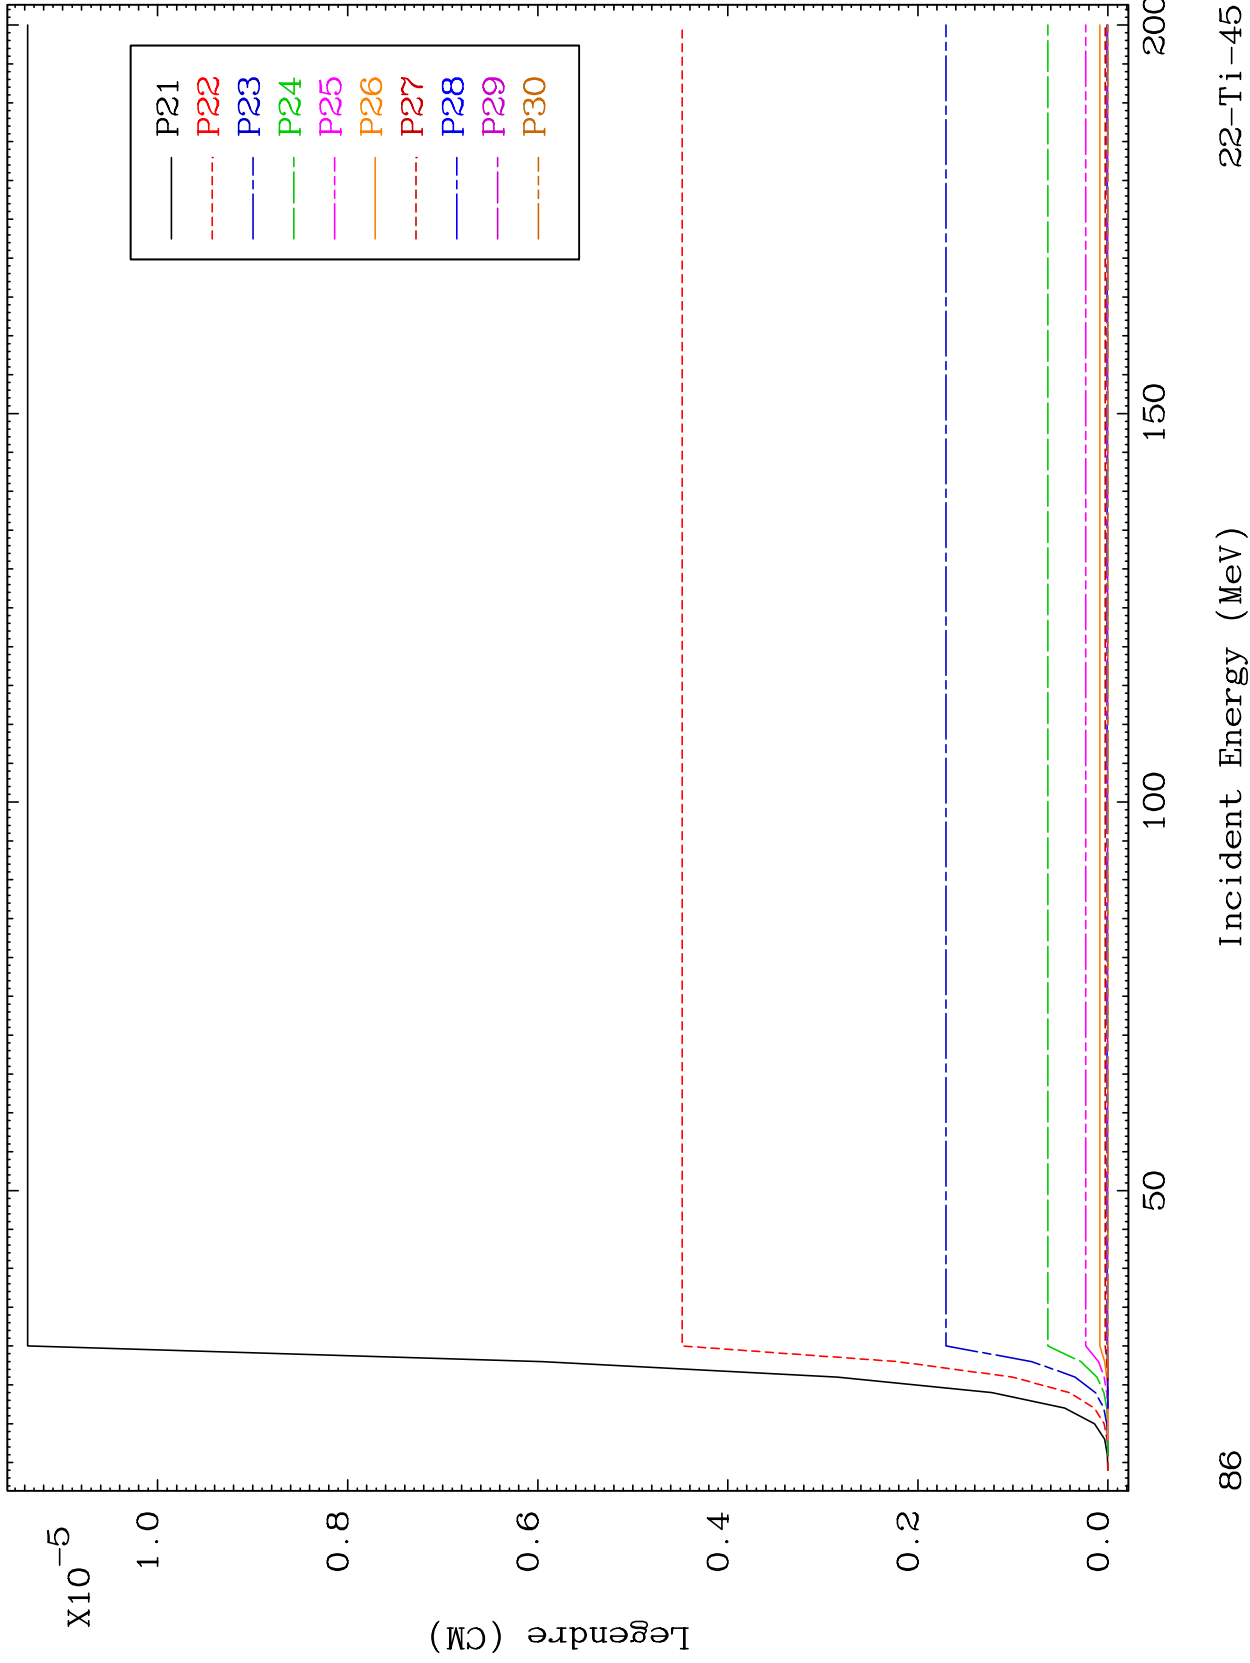 X10-5
1.0
0.8
0.6
0.4
0.2
0.0
Legendre (CM)
P21
P22
P23
P24
P25
P26
P27
P28
P29
P30
50
100
150
200
Incident Energy (MeV)
86
22-Ti-45